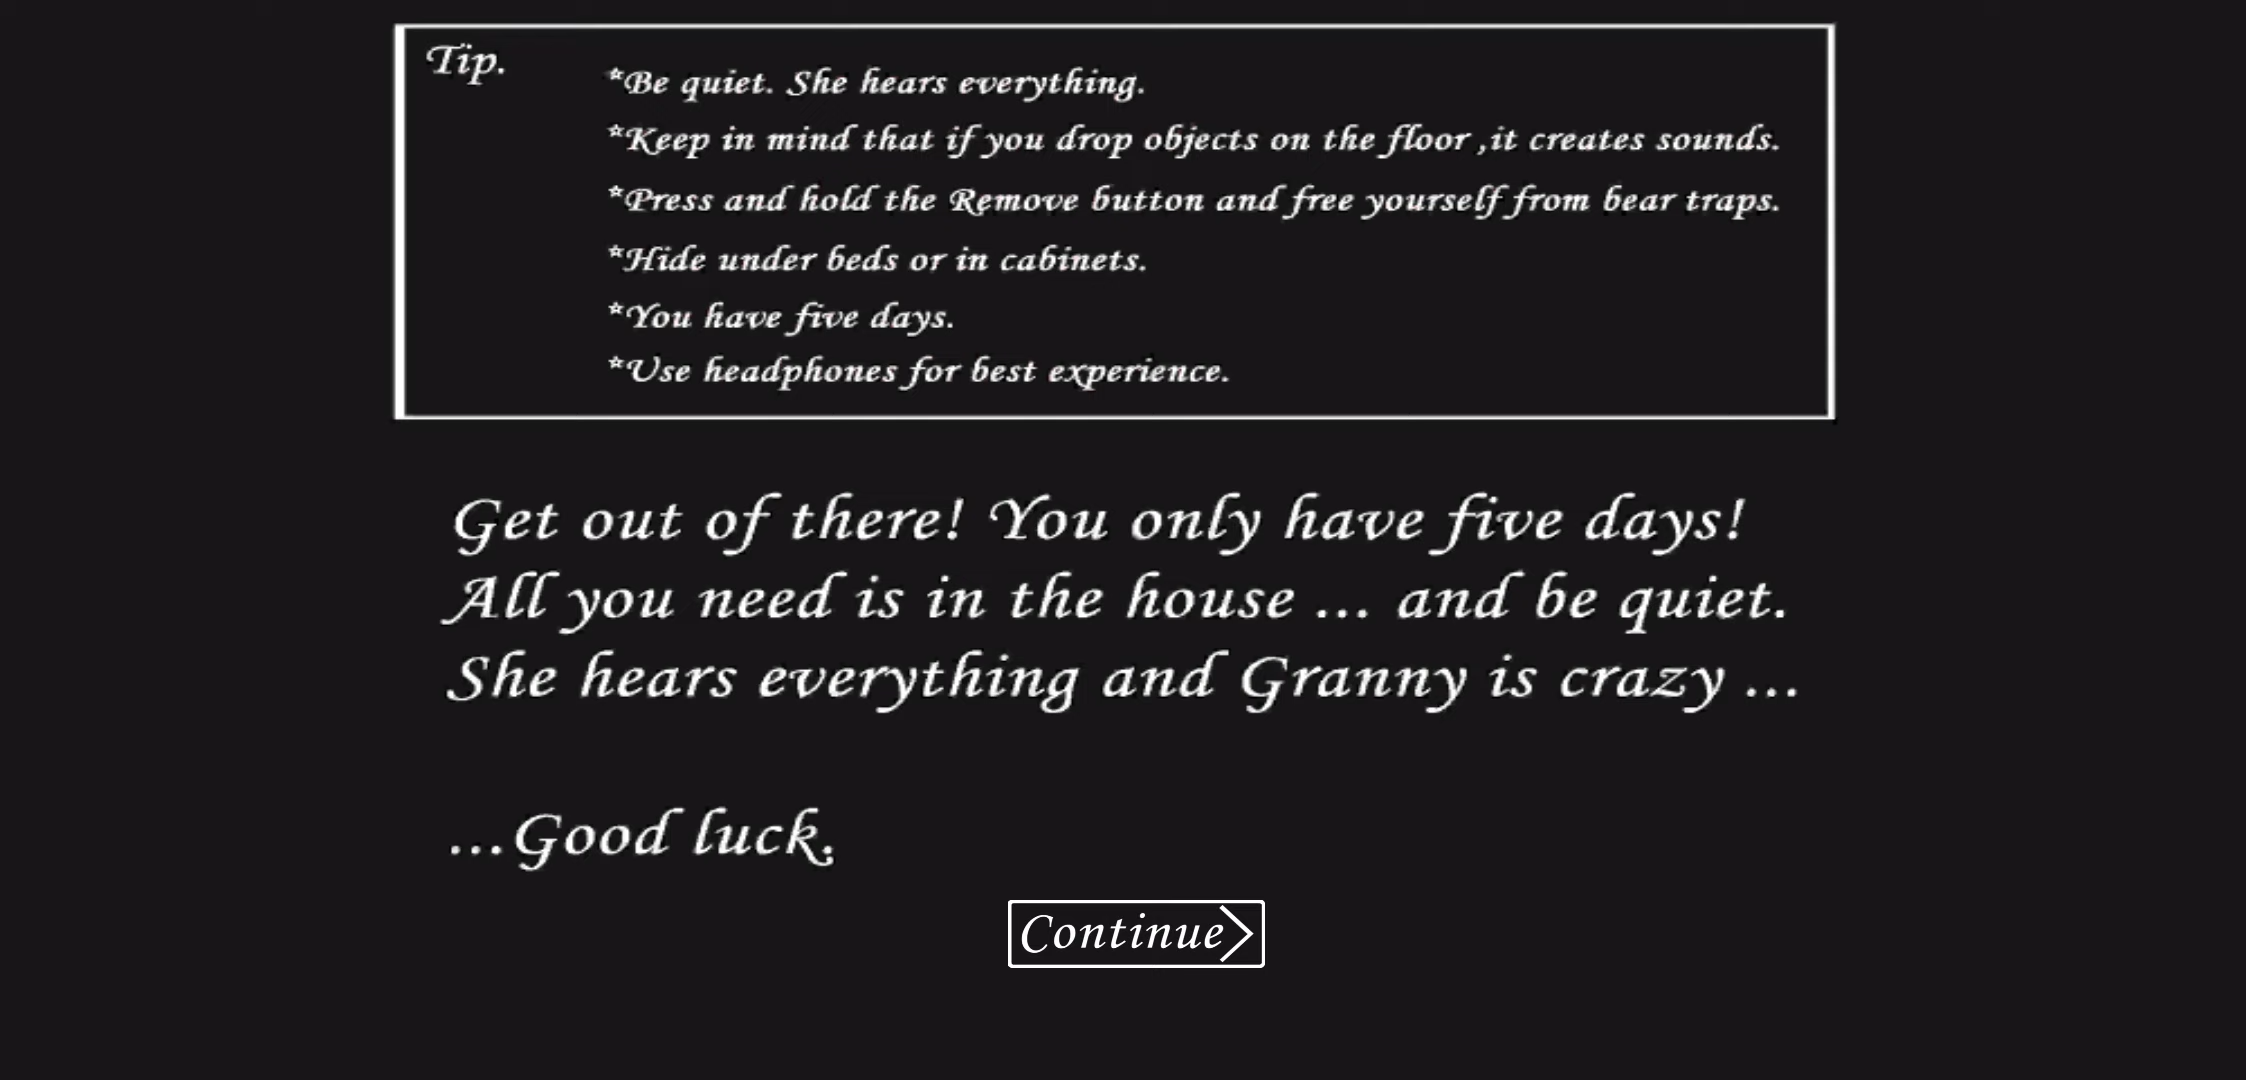 Tip.
*Be quiet. She hears everything.
*Keep in mind that if you drop objects on the floor ,it creates sounds.
*Press and hold the Remove button and free yourself from bear traps.
*Hide under beds or in cabinets.
*You have five days.
*Use headphones for best experience.
Get out of there! You only have five days!
All you need is in the house ... and be quiet.
She hears everything and Granny is crazy ...
...Good luck.
Continue>